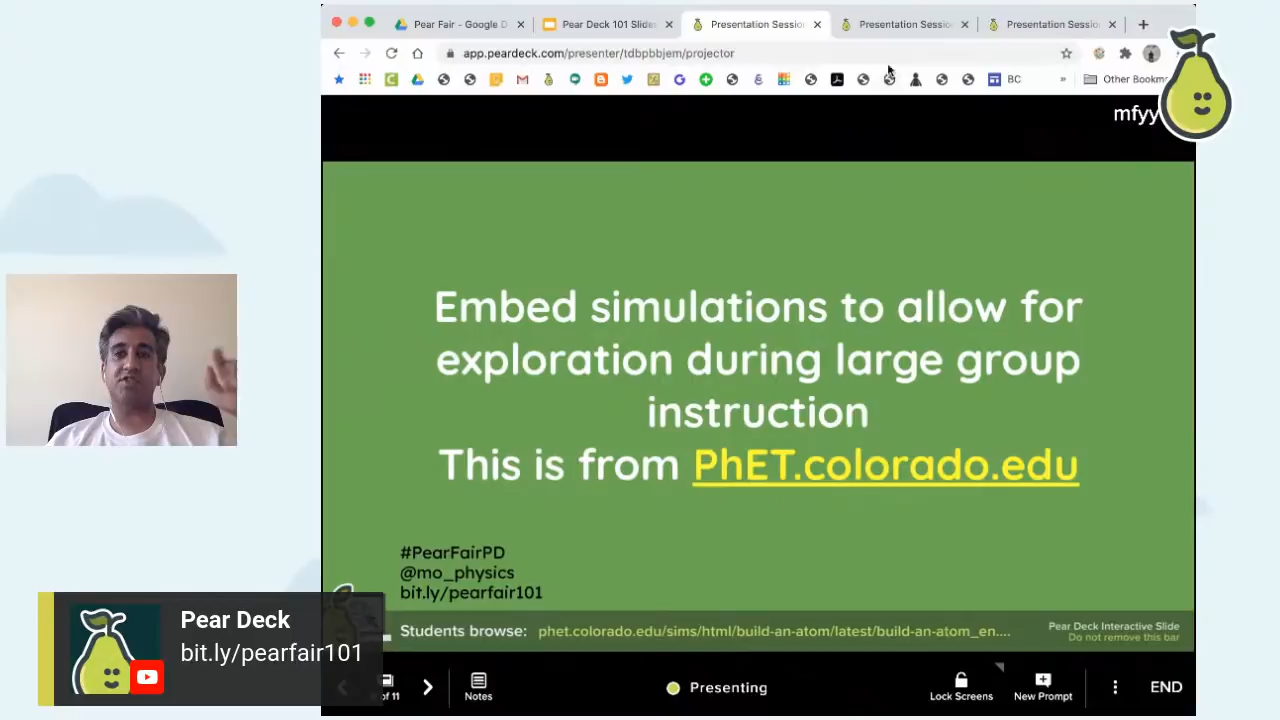 Pear Fair - Google D
Pear Deck 101 Slides
Presentation Sessio
Presentation Sessio
Presentation Sessio
app.peardeck.com/presenter/tdbpbbjem/projector
BC
»
Other Bookm
mfyy
Embed simulations to allow for
exploration during large group
instruction
This is from PhET.colorado.edu
#PearFairPD
@mo_physics
bit.ly/pearfair101
Students browse: phet.colorado.edu/sims/html/build-an-atom/latest/build-an-atom_en....
Pear Deck Interactive Slide
Do not remove this bar
Pear Deck
bit.ly/pearfair101
of 11
Notes
Presenting
Lock Screens
New Prompt
END